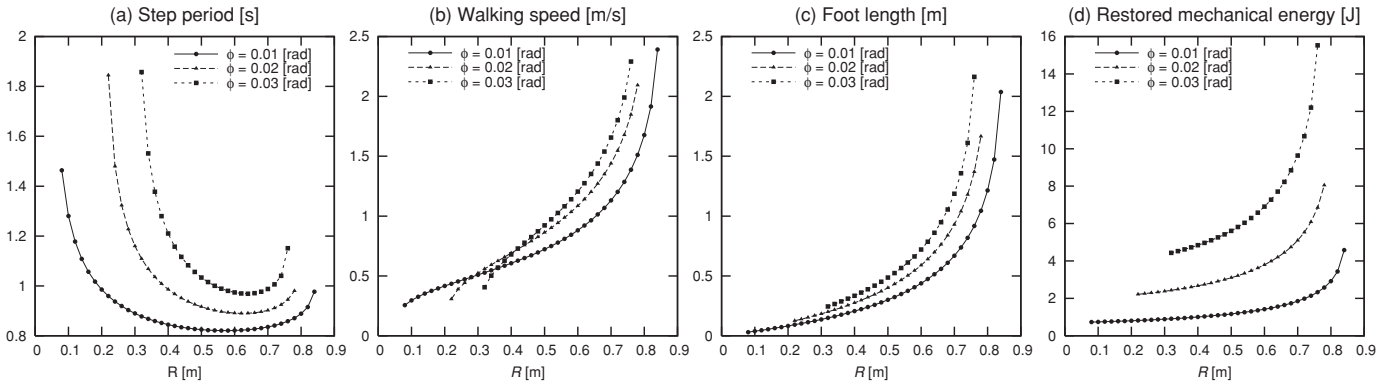 (a) Step period [s]
2
1.8
1.6
1.4
1.2
1
0.8
0 0.1 0.2 0.3 0.4 0.5 0.6 0.7 0.8 0.9
R [m]
ϕ = 0.01 [rad]
ϕ = 0.02 [rad]
ϕ = 0.03 [rad]
(b) Walking speed [m/s]
2.5
2
1.5
1
0.5
0
0 0.1 0.2 0.3 0.4 0.5 0.6 0.7 0.8 0.9
R [m]
ϕ = 0.01 [rad]
ϕ = 0.02 [rad]
ϕ = 0.03 [rad]
(c) Foot length [m]
2.5
2
1.5
1
0.5
0
0 0.1 0.2 0.3 0.4 0.5 0.6 0.7 0.8 0.9
R [m]
ϕ = 0.01 [rad]
ϕ = 0.02 [rad]
ϕ = 0.03 [rad]
(d) Restored mechanical energy [J]
16
14
12
10
8
6
4
2
0
0 0.1 0.2 0.3 0.4 0.5 0.6 0.7 0.8 0.9
R [m]
ϕ = 0.01 [rad]
ϕ = 0.02 [rad]
ϕ = 0.03 [rad]